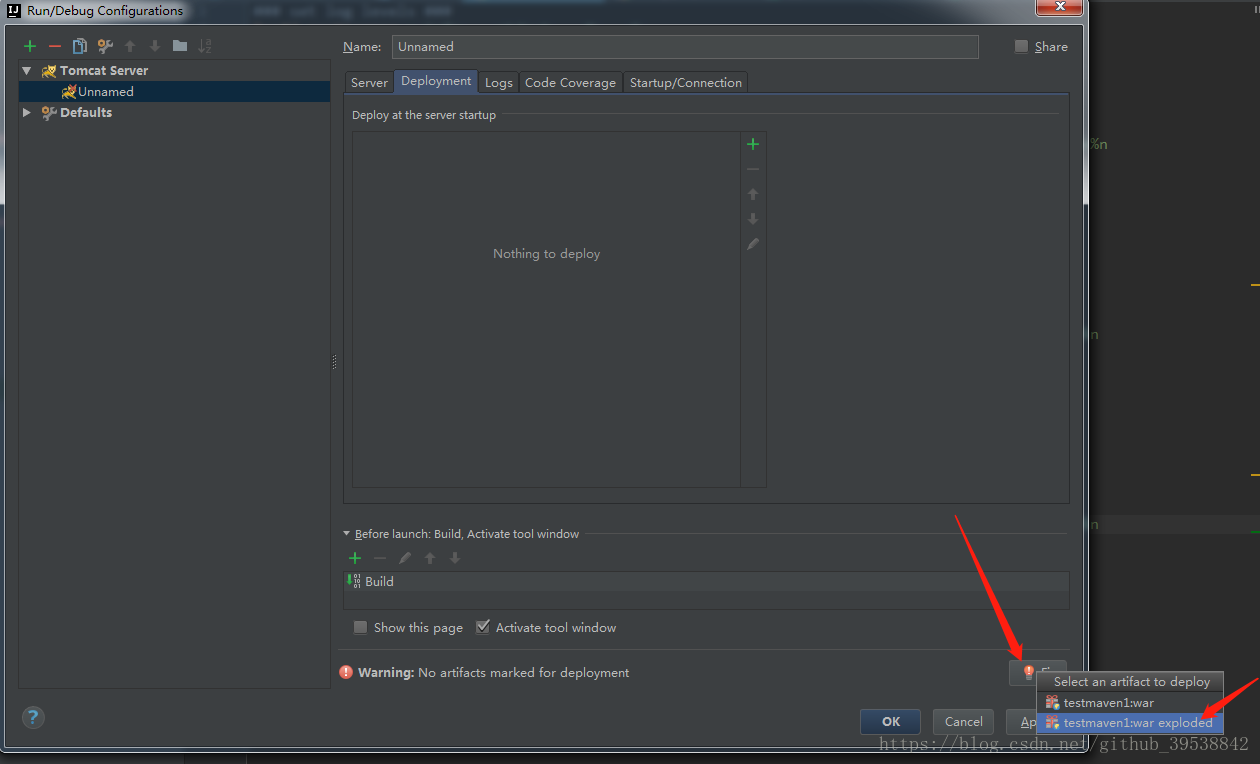 Run/Debug Configurations
### set log levels ###
Name: Unnamed Share
Tomcat Server
Unnamed
Defaults
Server Deployment Logs Code Coverage Startup/Connection
Deploy at the server startup
%n
Nothing to deploy
n
n
Before launch: Build, Activate tool window
Build
Show this page Activate tool window
Warning: No artifacts marked for deployment
Select an artifact to deploy
testmaven1:war
testmaven1:war exploded
OK Cancel Ap
https://blog.csdn.net/github_39538842